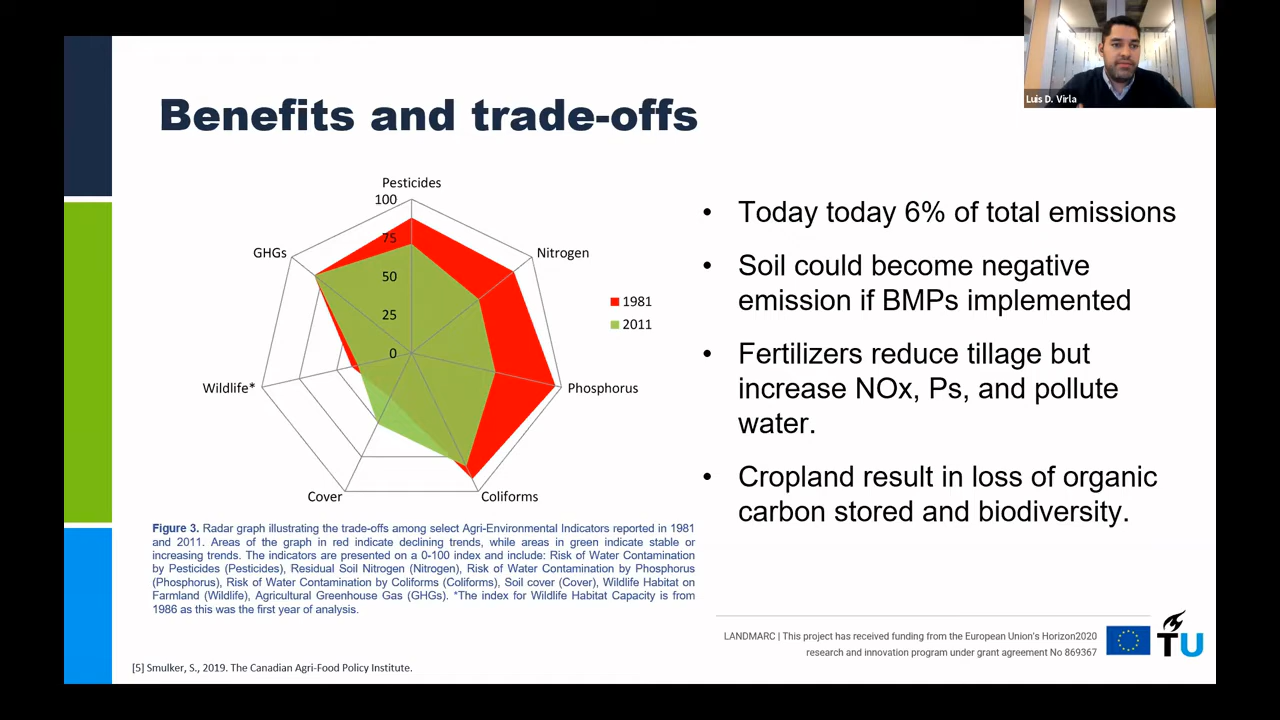 Luis D. Virla
Benefits and trade-offs
Pesticides
100
75
50
25
0
GHGs
Nitrogen
1981
2011
Wildlife*
Phosphorus
Cover
Coliforms
Figure 3. Radar graph illustrating the trade-offs among select Agri-Environmental Indicators reported in 1981
and 2011. Areas of the graph in red indicate declining trends, while areas in green indicate stable or
increasing trends. The indicators are presented on a 0-100 index and include: Risk of Water Contamination
by Pesticides (Pesticides), Residual Soil Nitrogen (Nitrogen), Risk of Water Contamination by Phosphorus
(Phosphorus), Risk of Water Contamination by Coliforms (Coliforms), Soil cover (Cover), Wildlife Habitat on
Farmland (Wildlife), Agricultural Greenhouse Gas (GHGs). *The index for Wildlife Habitat Capacity is from
1986 as this was the first year of analysis.
• Today today 6% of total emissions
• Soil could become negative
emission if BMPs implemented
• Fertilizers reduce tillage but
increase NOx, Ps, and pollute
water.
• Cropland result in loss of organic
carbon stored and biodiversity.
LANDMARC | This project has received funding from the European Union's Horizon2020
research and innovation program under grant agreement No 869367
TU
[5] Smulker, S., 2019. The Canadian Agri-Food Policy Institute.